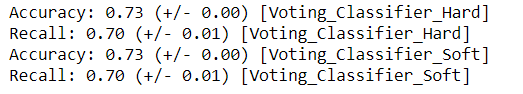 Accuracy: 0.73 (+/- 0.00) [Voting_Classifier_Hard]
Recall: 0.70 (+/- 0.01) [Voting_Classifier_Hard]
Accuracy: 0.73 (+/- 0.00) [Voting_Classifier_Soft]
Recall: 0.70 (+/- 0.01) [Voting_Classifier_Soft]